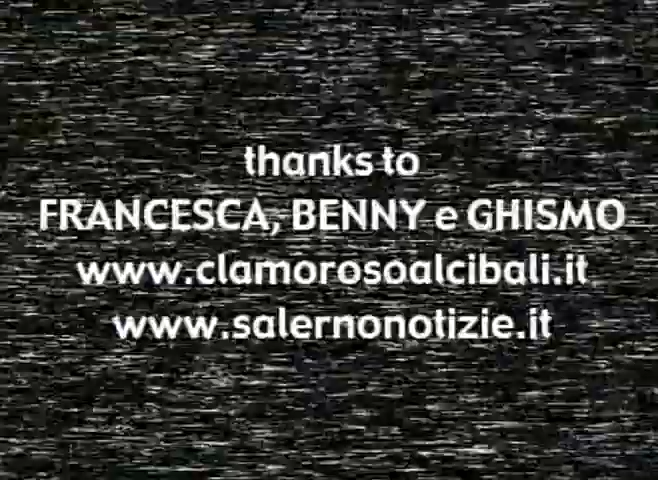 thanks to
FRANCESCA, BENNY e GHISMO
www.clamorosoalcibali.it
www.salernonotizie.it